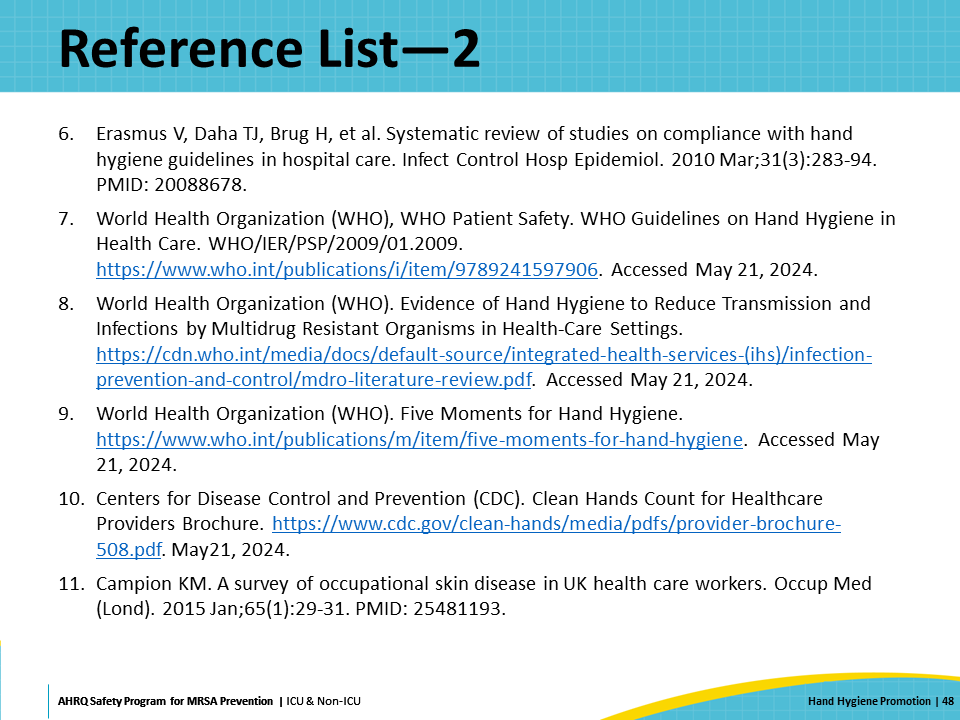 Reference List—2
6. Erasmus V, Daha TJ, Brug H, et al. Systematic review of studies on compliance with hand
hygiene guidelines in hospital care. Infect Control Hosp Epidemiol. 2010 Mar;31(3):283-94.
PMID: 20088678.
7. World Health Organization (WHO), WHO Patient Safety. WHO Guidelines on Hand Hygiene in
Health Care. WHO/IER/PSP/2009/01.2009.
https://www.who.int/publications/i/item/9789241597906. Accessed May 21, 2024.
8. World Health Organization (WHO). Evidence of Hand Hygiene to Reduce Transmission and
Infections by Multidrug Resistant Organisms in Health-Care Settings.
https://cdn.who.int/media/docs/default-source/integrated-health-services-(ihs)/infection-
prevention-and-control/mdro-literature-review.pdf. Accessed May 21, 2024.
9. World Health Organization (WHO). Five Moments for Hand Hygiene.
https://www.who.int/publications/m/item/five-moments-for-hand-hygiene. Accessed May
21, 2024.
10. Centers for Disease Control and Prevention (CDC). Clean Hands Count for Healthcare
Providers Brochure. https://www.cdc.gov/clean-hands/media/pdfs/provider-brochure-
508.pdf. May21, 2024.
11. Campion KM. A survey of occupational skin disease in UK health care workers. Occup Med
(Lond). 2015 Jan;65(1):29-31. PMID: 25481193.
AHRQ Safety Program for MRSA Prevention | ICU & Non-ICU
Hand Hygiene Promotion | 48